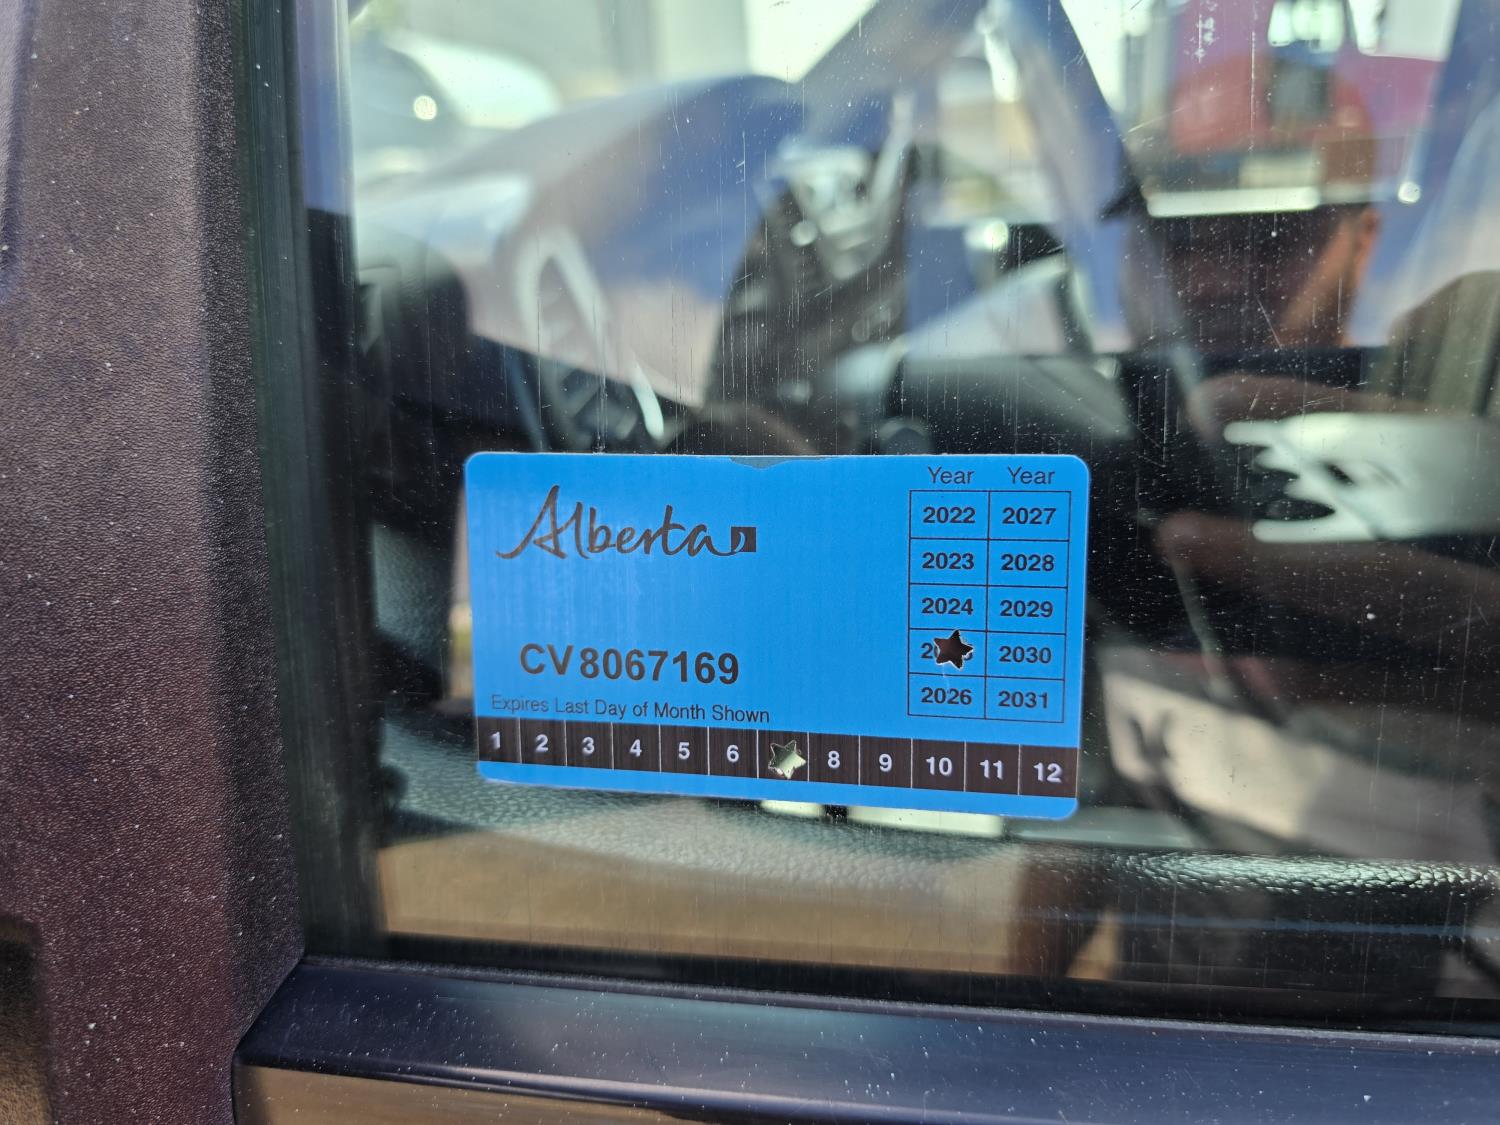 Alberta
Year Year
2022 2027
2023 2028
2024 2029
2030
2026 2031
CV8067169
Expires Last Day of Month Shown
1 2 3 4 5 6 8 9 10 11 12